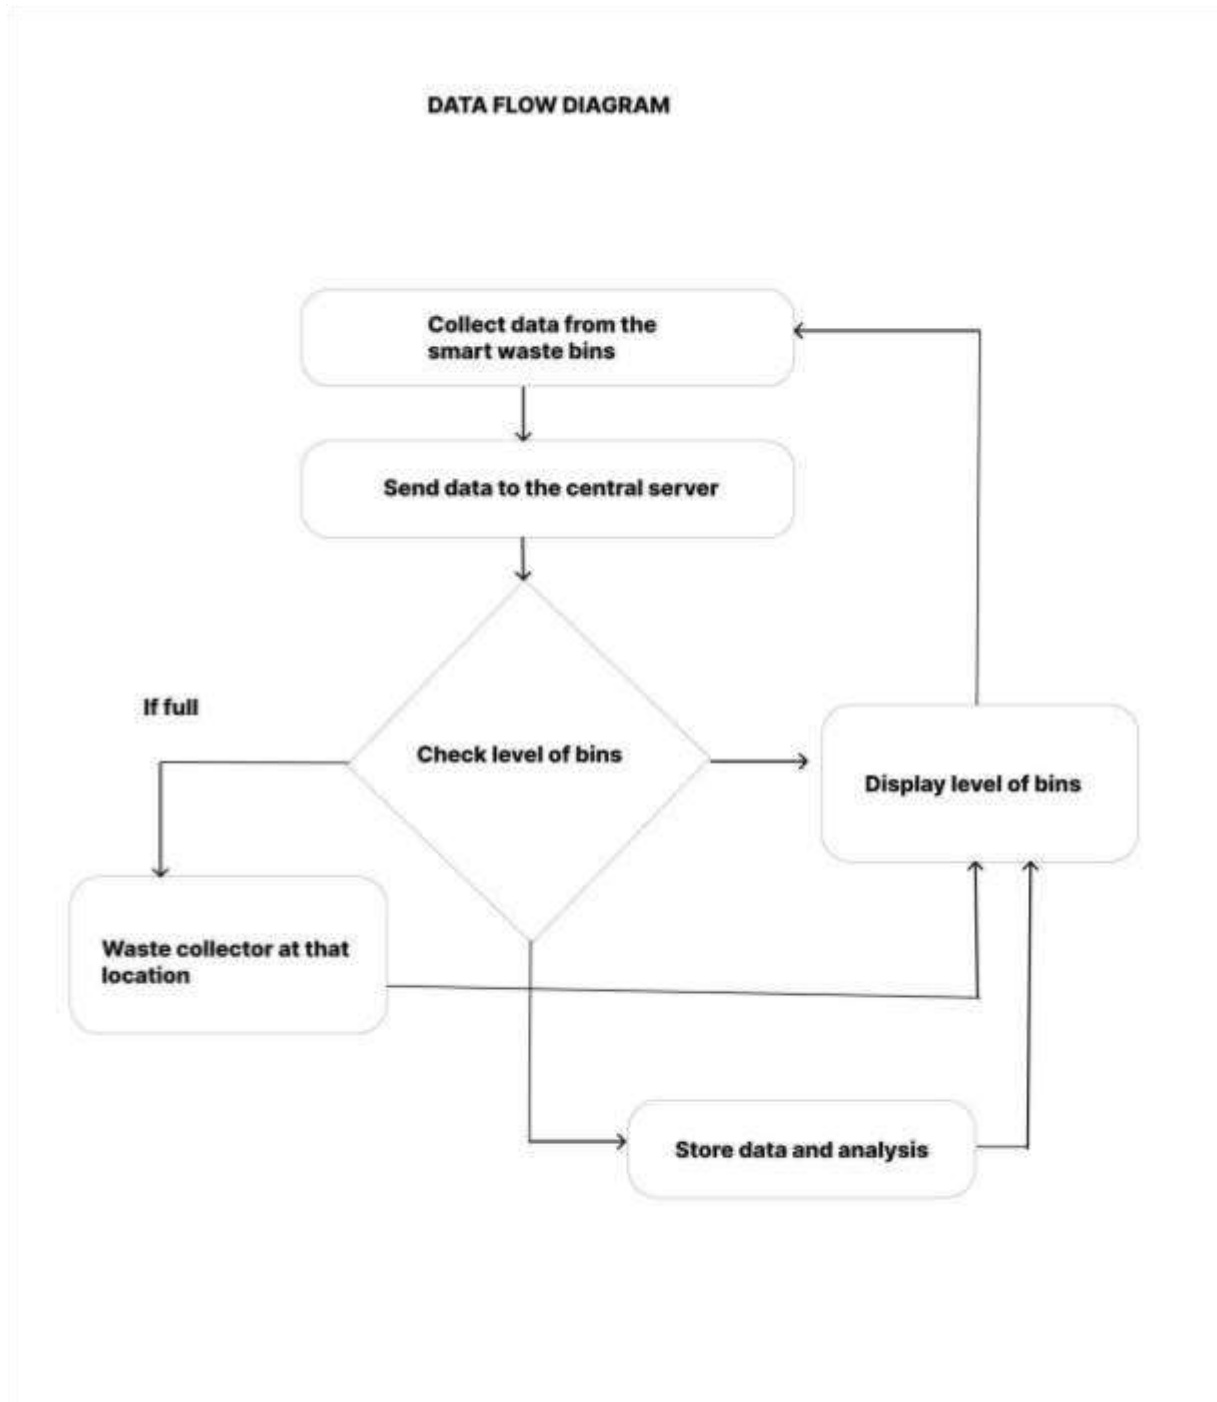 DATA FLOW DIAGRAM
Collect data from the
smart waste bins
Send data to the central server
If full
Check level of bins
Display level of bins
Waste collector at that
location
Store data and analysis